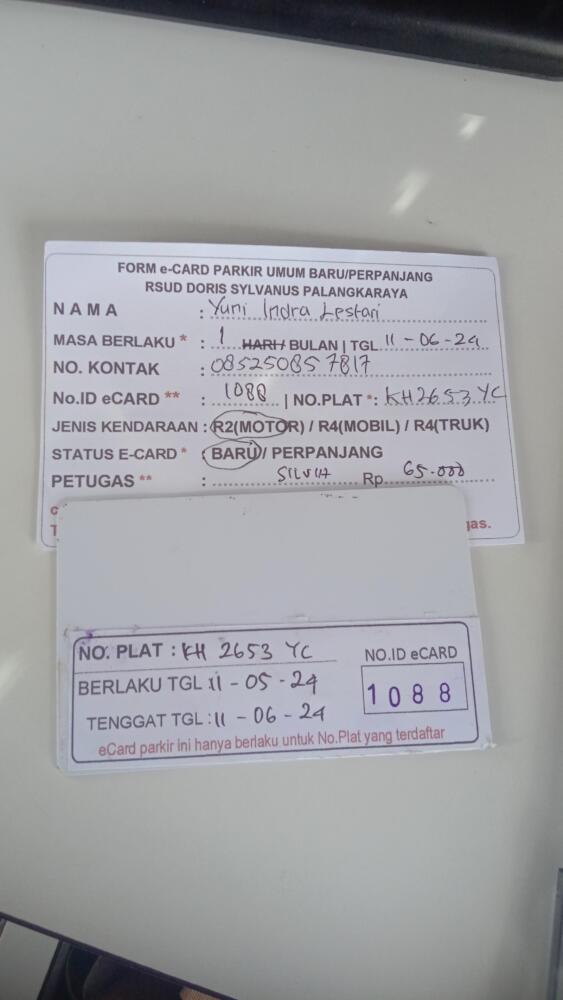 FORM e-CARD PARKIR UMUM BARU/PERPANJANG
RSUD DORIS SYLVANUS PALANGKARAYA
N A M A : Yuni Indra Lestari
MASA BERLAKU * : 1 HARI/ BULAN | TGL 11 - 06 - 24
NO. KONTAK : 085250857817
No.ID eCARD ** : 1088 | NO.PLAT *: KH 2653 YC
JENIS KENDARAAN : R2(MOTOR) / R4(MOBIL) / R4(TRUK)
STATUS E-CARD * : BARU/ PERPANJANG
PETUGAS ** : SILVIA Rp. 65.000
NO. PLAT : KH 2653 YC
NO.ID eCARD
BERLAKU TGL : 11 - 05 - 24
1088
TENGGAT TGL : 11 - 06 - 24
eCard parkir ini hanya berlaku untuk No.Plat yang terdaftar